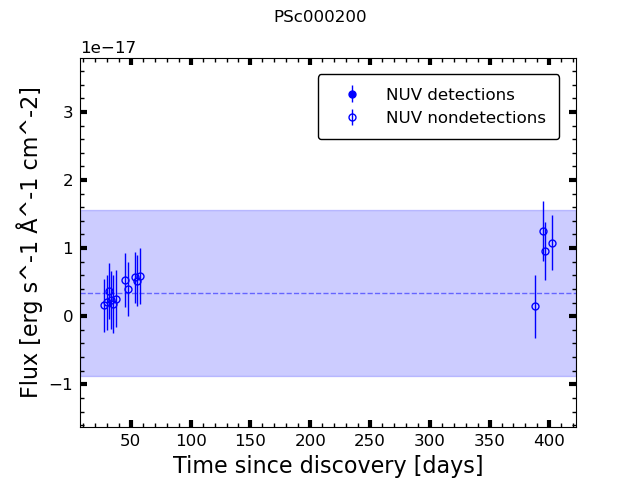 PSc000200
1e−17
NUV detections
NUV nondetections
3
2
1
0
−1
Flux [erg s^-1 Å^-1 cm^-2]
50 100 150 200 250 300 350 400
Time since discovery [days]